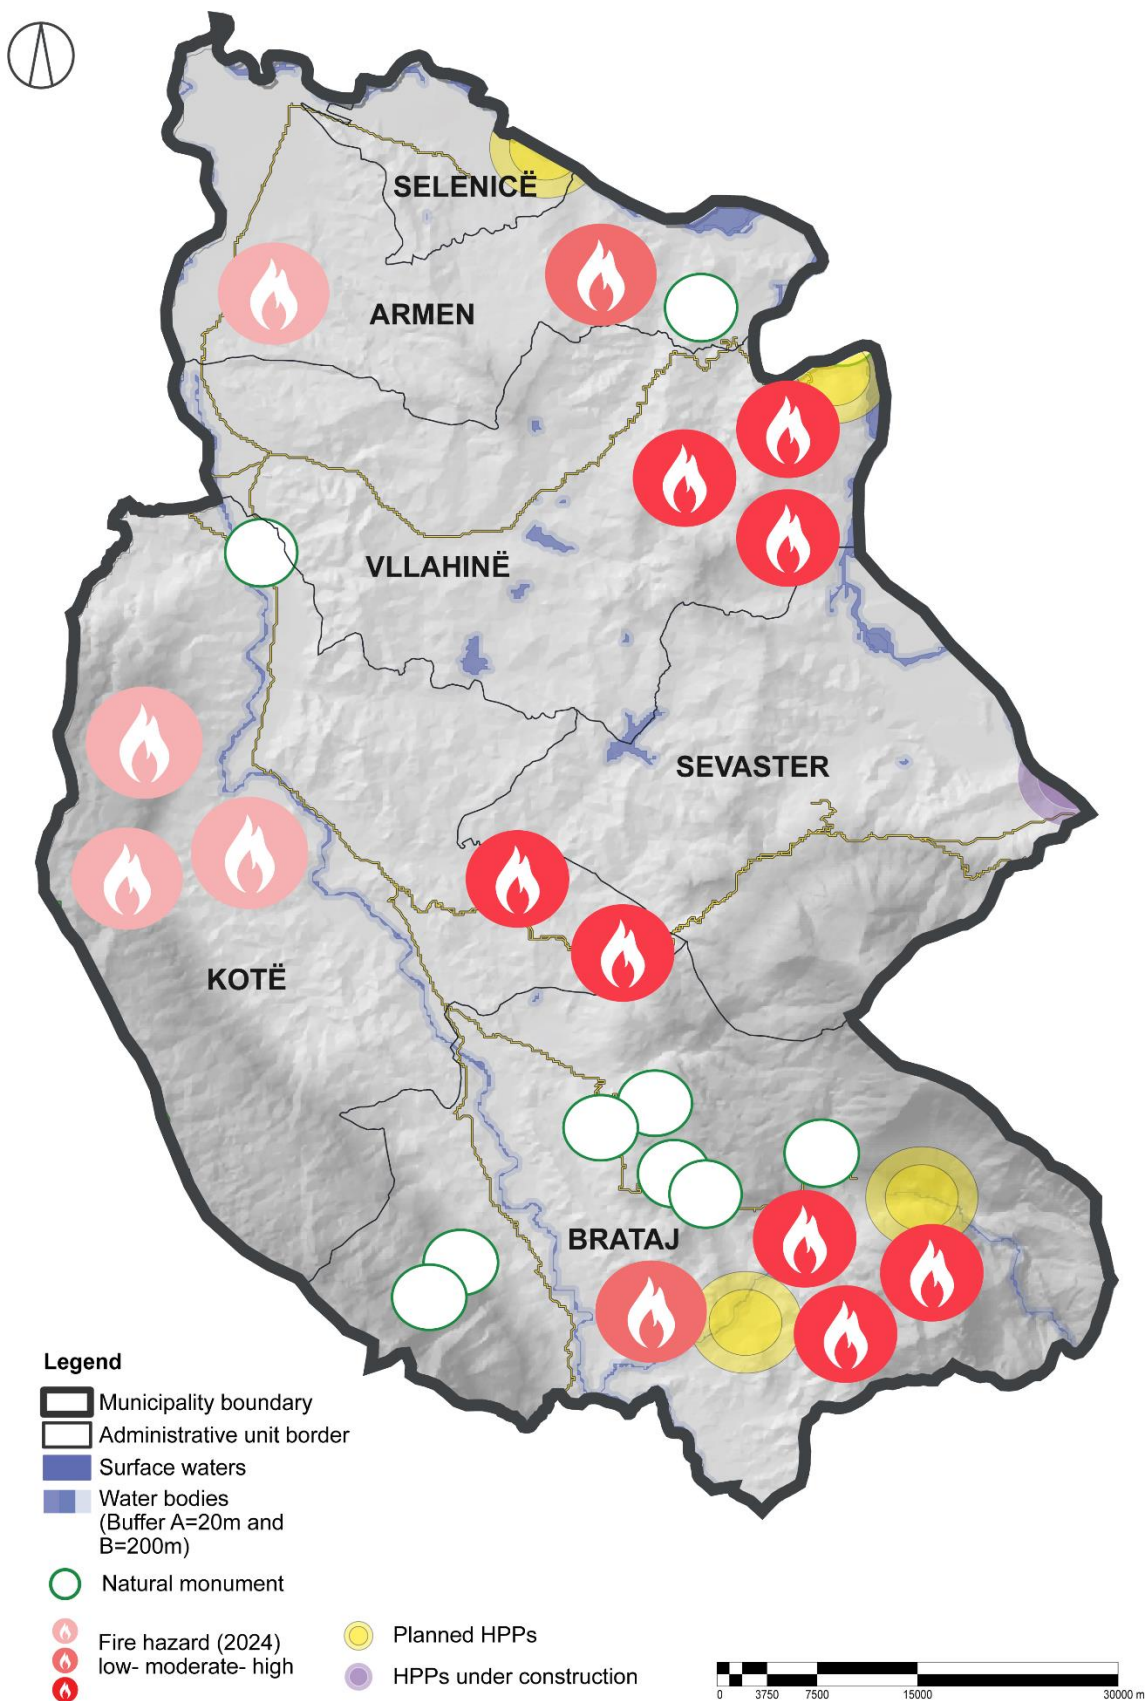 SELENICË
ARMEN
VLLAHINË
SEVASTER
KOTË
BRATAJ
Legend
Municipality boundary
Administrative unit border
Surface waters
Water bodies
(Buffer A=20m and
B=200m)
Natural monument
Fire hazard (2024)
low- moderate- high
Planned HPPs
HPPs under construction
0 3750 7500 15000 30000 m